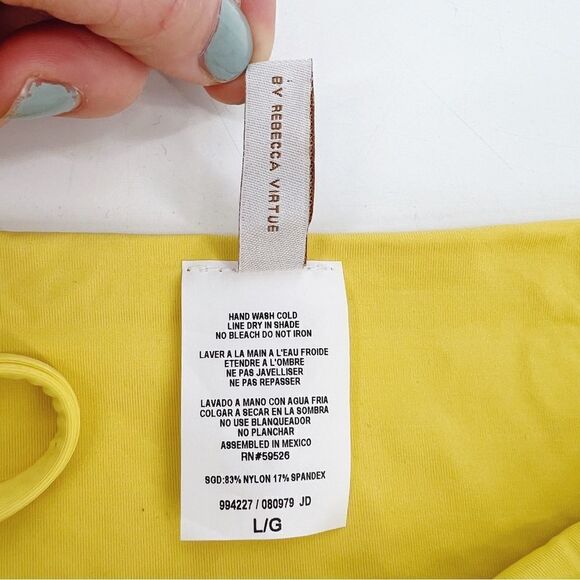 BY REBECCA VIRTUE
HAND WASH COLD
LINE DRY IN SHADE
NO BLEACH DO NOT IRON
LAVER A LA MAIN A L'EAU FROIDE
ETENDRE A L'OMBRE
NE PAS JAVELLISER
NE PAS REPASSER
LAVADO A MANO CON AGUA FRIA
COLGAR A SECAR EN LA SOMBRA
NO USE BLANQUEADOR
NO PLANCHAR
ASSEMBLED IN MEXICO
RN#59526
SGD:83% NYLON 17% SPANDEX
994227 / 080979 JD
L/G